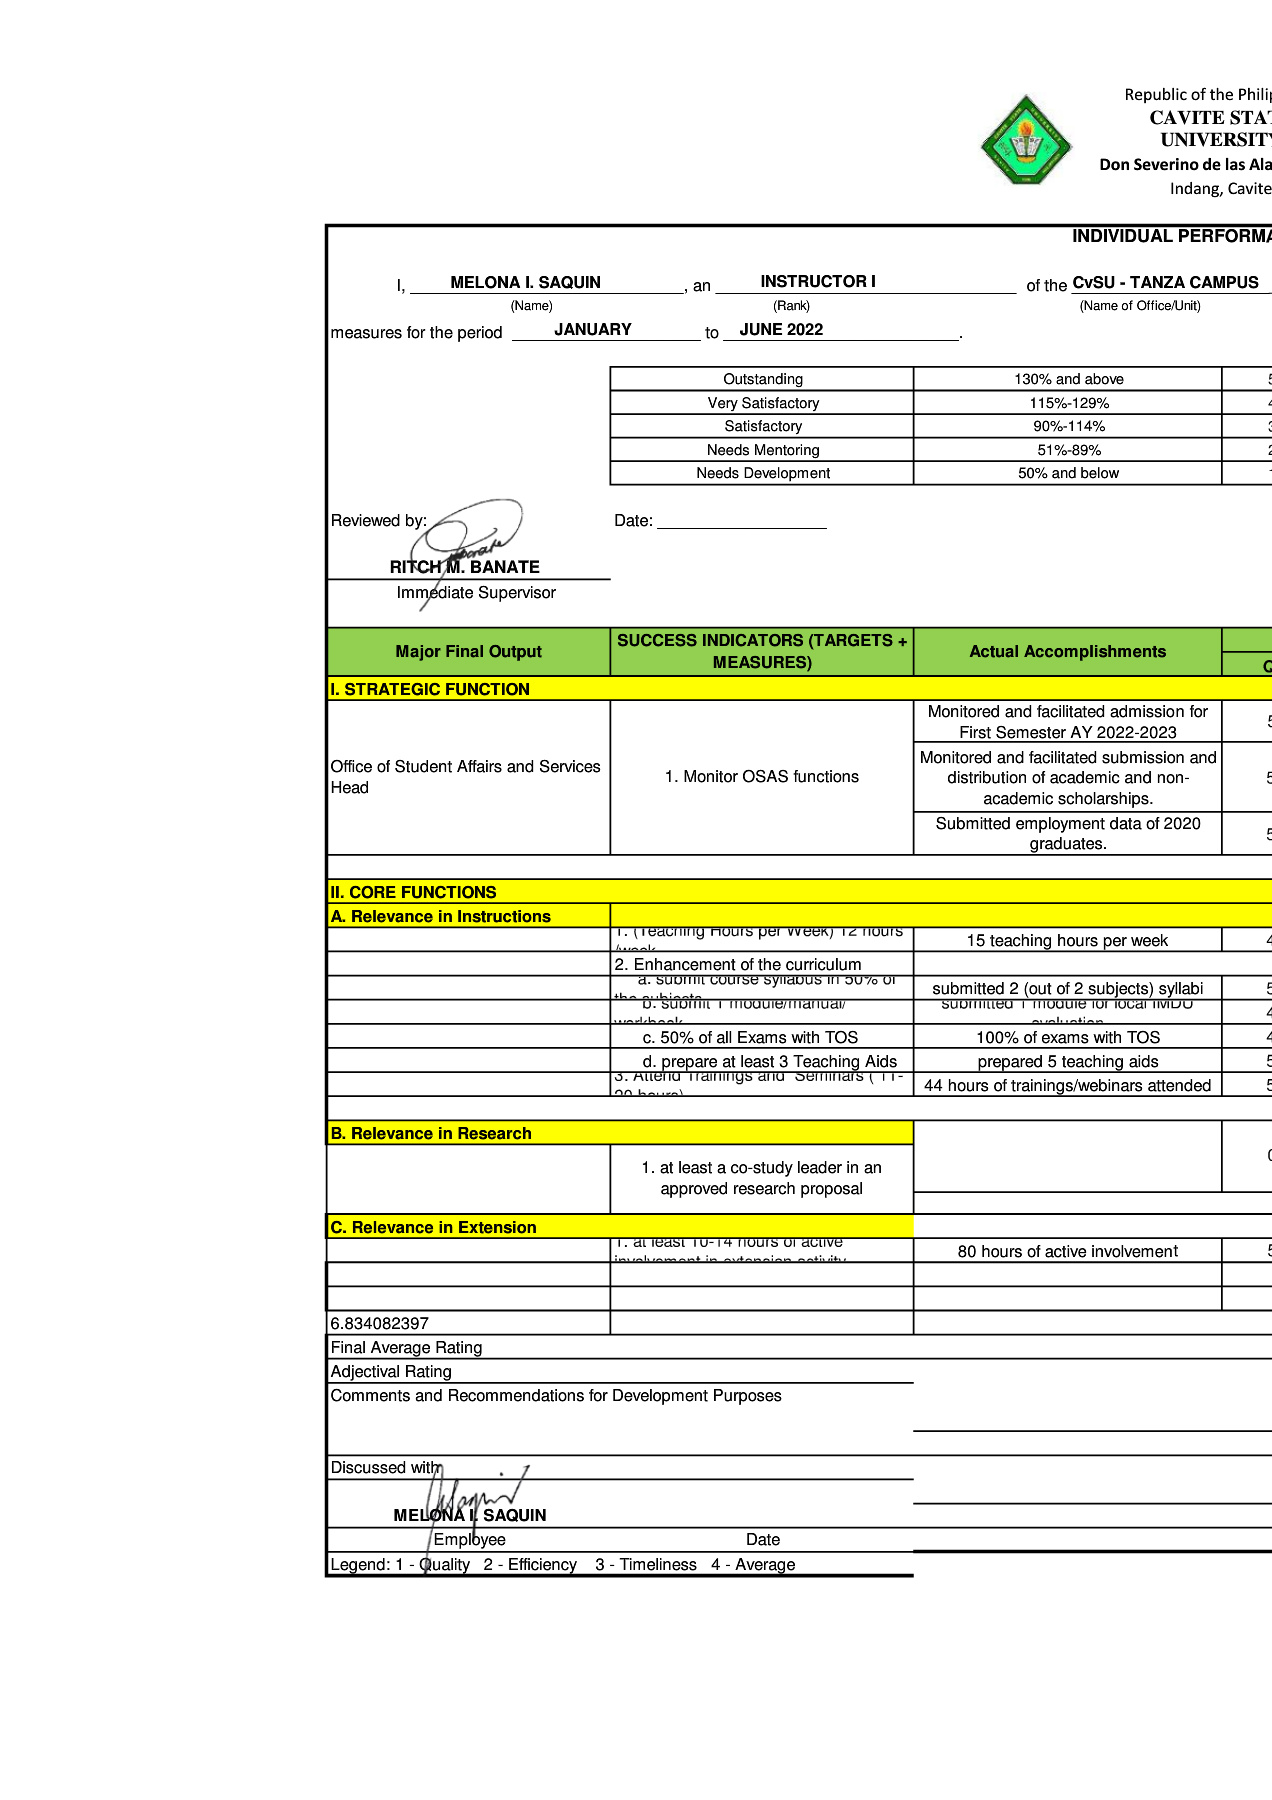 Republic of the Philip
CAVITE STAT
UNIVERSITY
Don Severino de las Ala
Indang, Cavite
INDIVIDUAL PERFORMA
I, MELONA I. SAQUIN, an INSTRUCTOR I of the CvSU - TANZA CAMPUS
(Name) (Rank) (Name of Office/Unit)
measures for the period JANUARY to JUNE 2022.
Outstanding 130% and above 5
Very Satisfactory 115%-129% 4
Satisfactory 90%-114% 3
Needs Mentoring 51%-89% 2
Needs Development 50% and below 1
Reviewed by: Date:
RITCH M. BANATE
Immediate Supervisor
Major Final Output SUCCESS INDICATORS (TARGETS + MEASURES) Actual Accomplishments Q
I. STRATEGIC FUNCTION
Office of Student Affairs and Services Head
1. Monitor OSAS functions
Monitored and facilitated admission for
First Semester AY 2022-2023 5
Monitored and facilitated submission and
distribution of academic and non-
academic scholarships. 5
Submitted employment data of 2020
graduates. 5
II. CORE FUNCTIONS
A. Relevance in Instructions
1. (Teaching Hours per Week) 12 hours
/week
15 teaching hours per week 4
2. Enhancement of the curriculum
a. submit course syllabus in 50% of
the subjects
submitted 2 (out of 2 subjects) syllabi 5
b. submit 1 module/manual/
workbook
submitted 1 module for local IMDU
evaluation 4
c. 50% of all Exams with TOS 100% of exams with TOS 4
d. prepare at least 3 Teaching Aids prepared 5 teaching aids 5
3. Attend Trainings and Seminars ( 11-
20 hours)
44 hours of trainings/webinars attended 5
B. Relevance in Research
1. at least a co-study leader in an
approved research proposal
0
C. Relevance in Extension
1. at least 10-14 hours of active
involvement in extension activity
80 hours of active involvement 5
6.834082397
Final Average Rating
Adjectival Rating
Comments and Recommendations for Development Purposes
Discussed with
MELONA I. SAQUIN
Employee Date
Legend: 1 - Quality 2 - Efficiency 3 - Timeliness 4 - Average